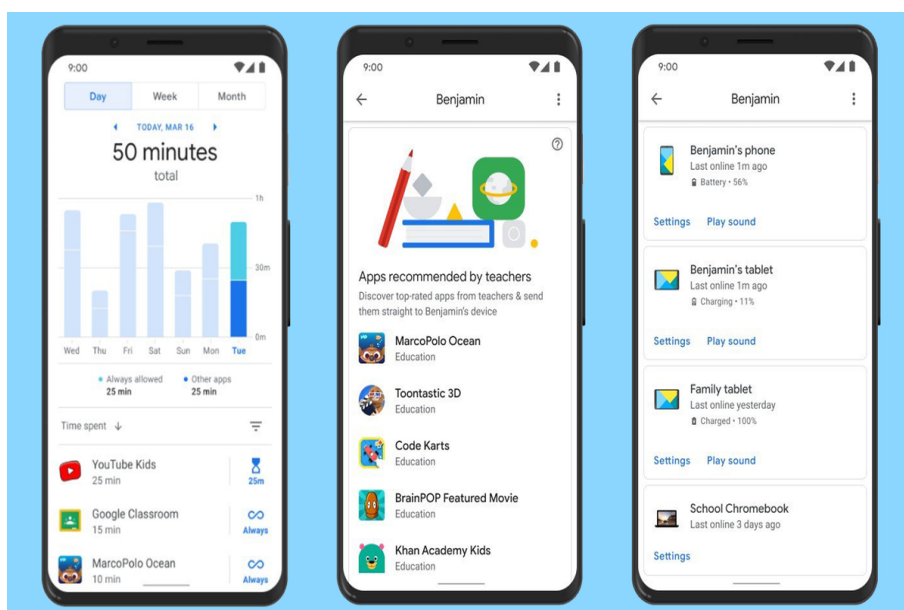 9:00
Day Week Month
TODAY, MAR 16
50 minutes
total
1h
30m
0m
Wed Thu Fri Sat Sun Mon Tue
Always allowed
25 min
Other apps
25 min
Time spent
YouTube Kids
25 min
25m
Google Classroom
15 min
Always
MarcoPolo Ocean
10 min
Always
9:00
Benjamin
Apps recommended by teachers
Discover top-rated apps from teachers & send
them straight to Benjamin's device
MarcoPolo Ocean
Education
Toontastic 3D
Education
Code Karts
Education
BrainPOP Featured Movie
Education
Khan Academy Kids
Education
9:00
Benjamin
Benjamin's phone
Last online 1m ago
Battery • 56%
Settings Play sound
Benjamin's tablet
Last online 1m ago
Charging • 11%
Settings Play sound
Family tablet
Last online yesterday
Charged • 100%
Settings Play sound
School Chromebook
Last online 3 days ago
Settings